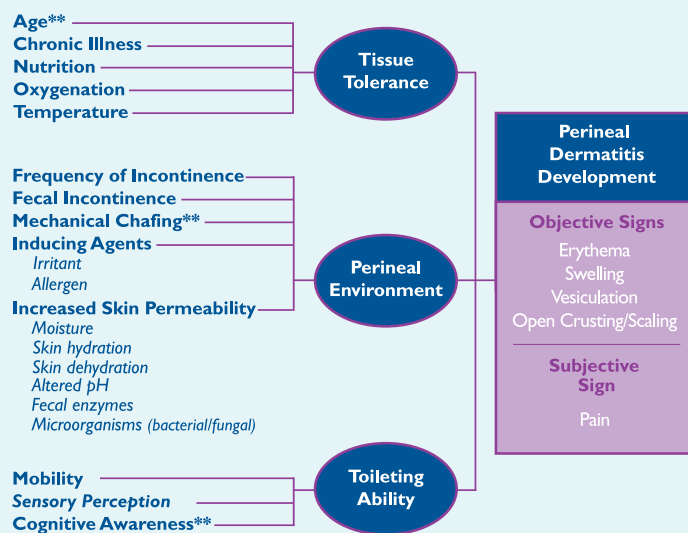 Age**
Chronic Illness
Nutrition
Oxygenation
Temperature
Tissue
Tolerance
Frequency of Incontinence
Fecal Incontinence
Mechanical Chafing**
Inducing Agents
Irritant
Allergen
Increased Skin Permeability
Moisture
Skin hydration
Skin dehydration
Altered pH
Fecal enzymes
Microorganisms (bacterial/fungal)
Perineal
Environment
Mobility
Sensory Perception
Cognitive Awareness**
Toileting
Ability
Perineal
Dermatitis
Development
Objective Signs
Erythema
Swelling
Vesiculation
Open Crusting/Scaling
Subjective
Sign
Pain